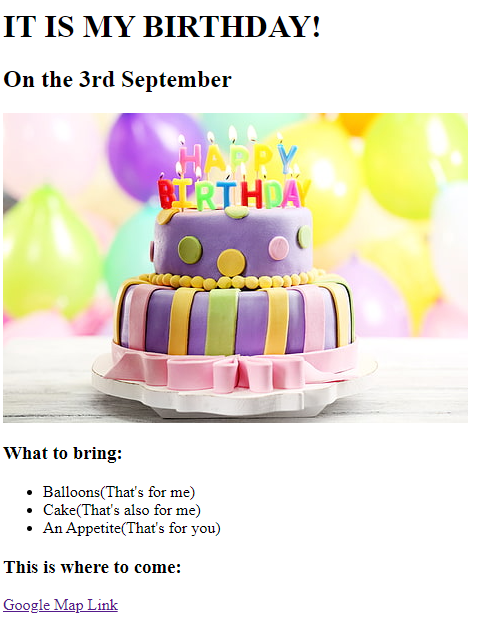 IT IS MY BIRTHDAY!
On the 3rd September
HAPPY
BIRTHDAY
What to bring:
Balloons(That's for me)
Cake(That's also for me)
An Appetite(That's for you)
This is where to come:
Google Map Link